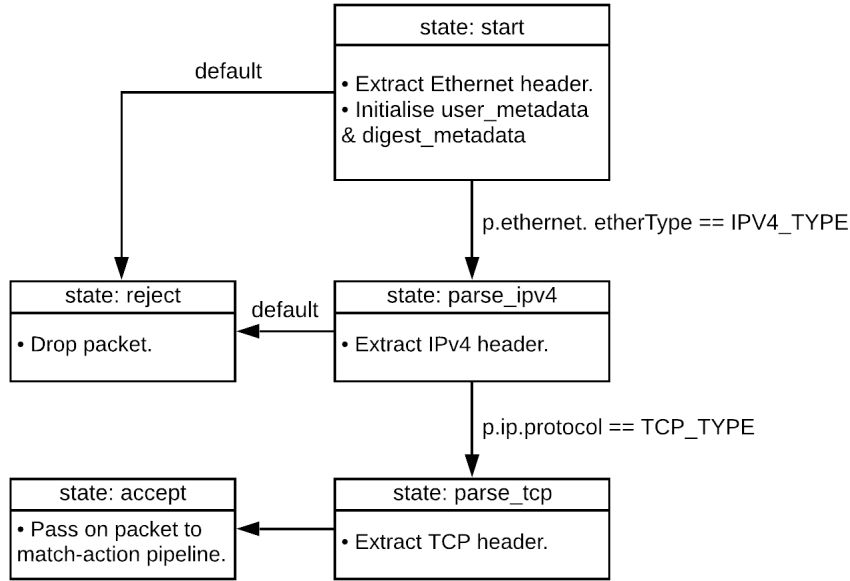 state: start
default
• Extract Ethernet header.
• Initialise user_metadata
& digest_metadata
p.ethernet. etherType == IPV4_TYPE
state: reject
default
state: parse_ipv4
• Drop packet.
• Extract IPv4 header.
p.ip.protocol == TCP_TYPE
state: accept
state: parse_tcp
• Pass on packet to
match-action pipeline.
• Extract TCP header.